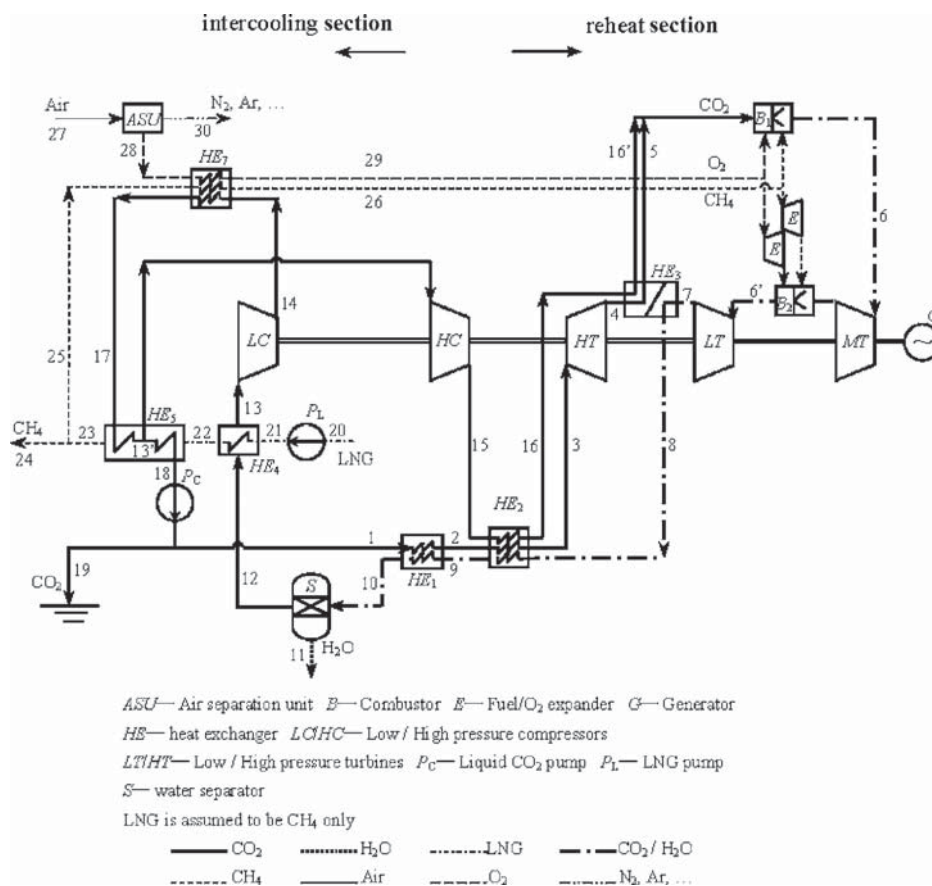 intercooling section
reheat section
Air
27
ASU
N₂, Ar, …
30
28
HE₇
29
O₂
26
CH₄
CO₂
B₁
16'
5
6
E
E
HE₃
7
6'
B₂
4
25
17
14
LC
HC
HT
LT
MT
G
13
P_L
CH₄
23
24
HE₅
13'
22
21
20
LNG
HE₄
18
P_C
15
16
3
8
HE₂
1
2
9
HE₁
10
19
CO₂
12
S
11
H₂O
ASU— Air separation unit B— Combustor E— Fuel/O₂ expander G— Generator
HE— heat exchanger LC/HC— Low / High pressure compressors
LT/HT— Low / High pressure turbines P_C— Liquid CO₂ pump P_L— LNG pump
S— water separator
LNG is assumed to be CH₄ only
CO₂ H₂O LNG CO₂ / H₂O
CH₄ Air O₂ N₂, Ar, …